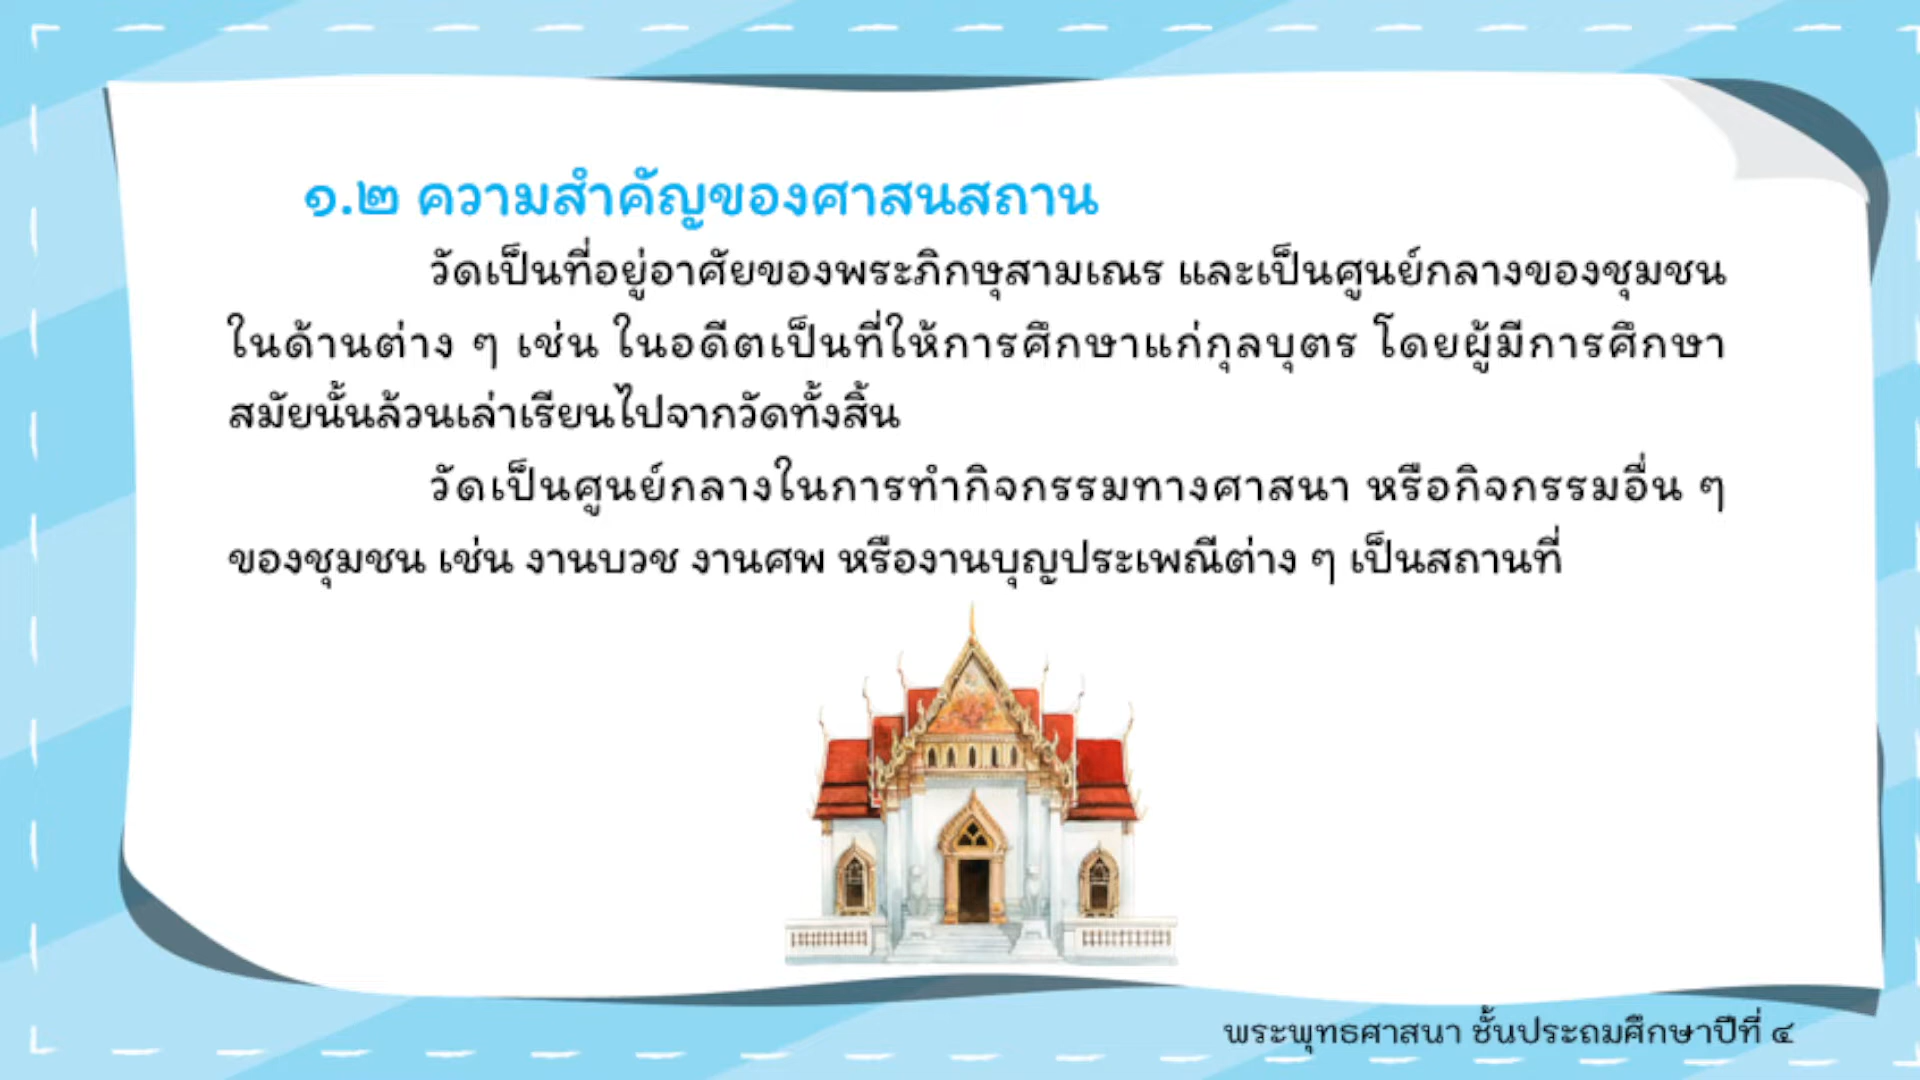 ๑.๒ ความสำคัญของศาสนสถาน
วัดเป็นที่อยู่อาศัยของพระภิกษุสามเณร และเป็นศูนย์กลางของชุมชน
ในด้านต่าง ๆ เช่น ในอดีตเป็นที่ให้การศึกษาแก่กุลบุตร โดยผู้มีการศึกษา
สมัยนั้นล้วนเล่าเรียนไปจากวัดทั้งสิ้น
วัดเป็นศูนย์กลางในการทำกิจกรรมทางศาสนา หรือกิจกรรมอื่น ๆ
ของชุมชน เช่น งานบวช งานศพ หรืองานบุญประเพณีต่าง ๆ เป็นสถานที่
พระพุทธศาสนา ชั้นประถมศึกษาปีที่ ๔